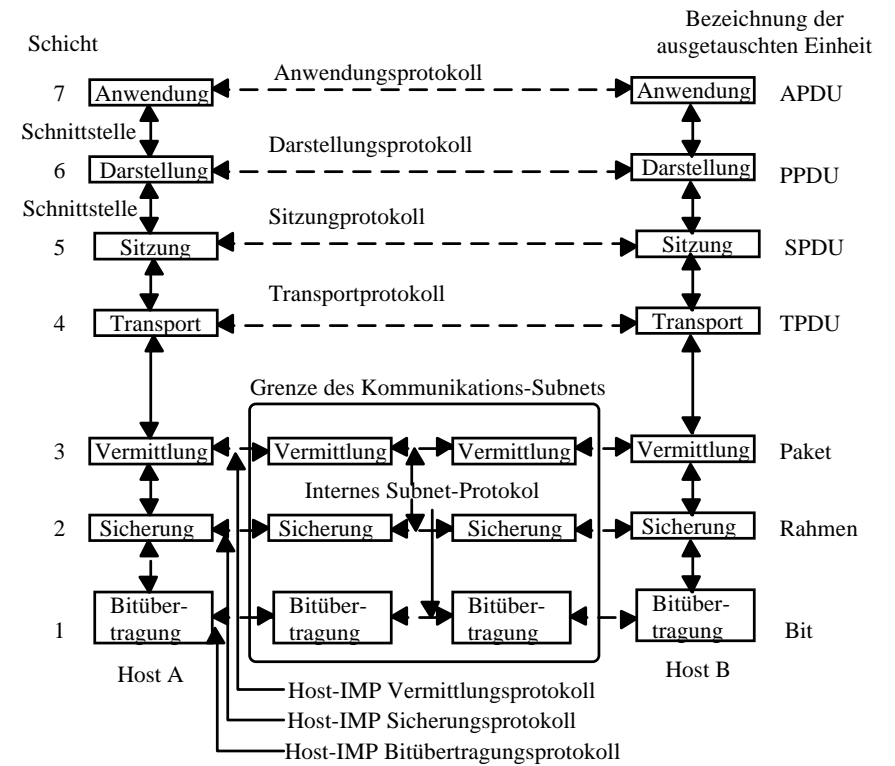 Schicht
Bezeichnung der
ausgetauschten Einheit
Anwendungsprotokoll
7 Anwendung Anwendung APDU
Schnittstelle
Darstellungsprotokoll
6 Darstellung Darstellung PPDU
Schnittstelle
Sitzungprotokoll
5 Sitzung Sitzung SPDU
Transportprotokoll
4 Transport Transport TPDU
Grenze des Kommunikations-Subnets
3 Vermittlung Vermittlung Vermittlung Vermittlung Paket
Internes Subnet-Protokol
2 Sicherung Sicherung Sicherung Sicherung Rahmen
Bitüber- Bitüber- Bitüber- Bitüber-
tragung tragung tragung tragung
1 Bit
Host A Host B
Host-IMP Vermittlungsprotokoll
Host-IMP Sicherungsprotokoll
Host-IMP Bitübertragungsprotokoll